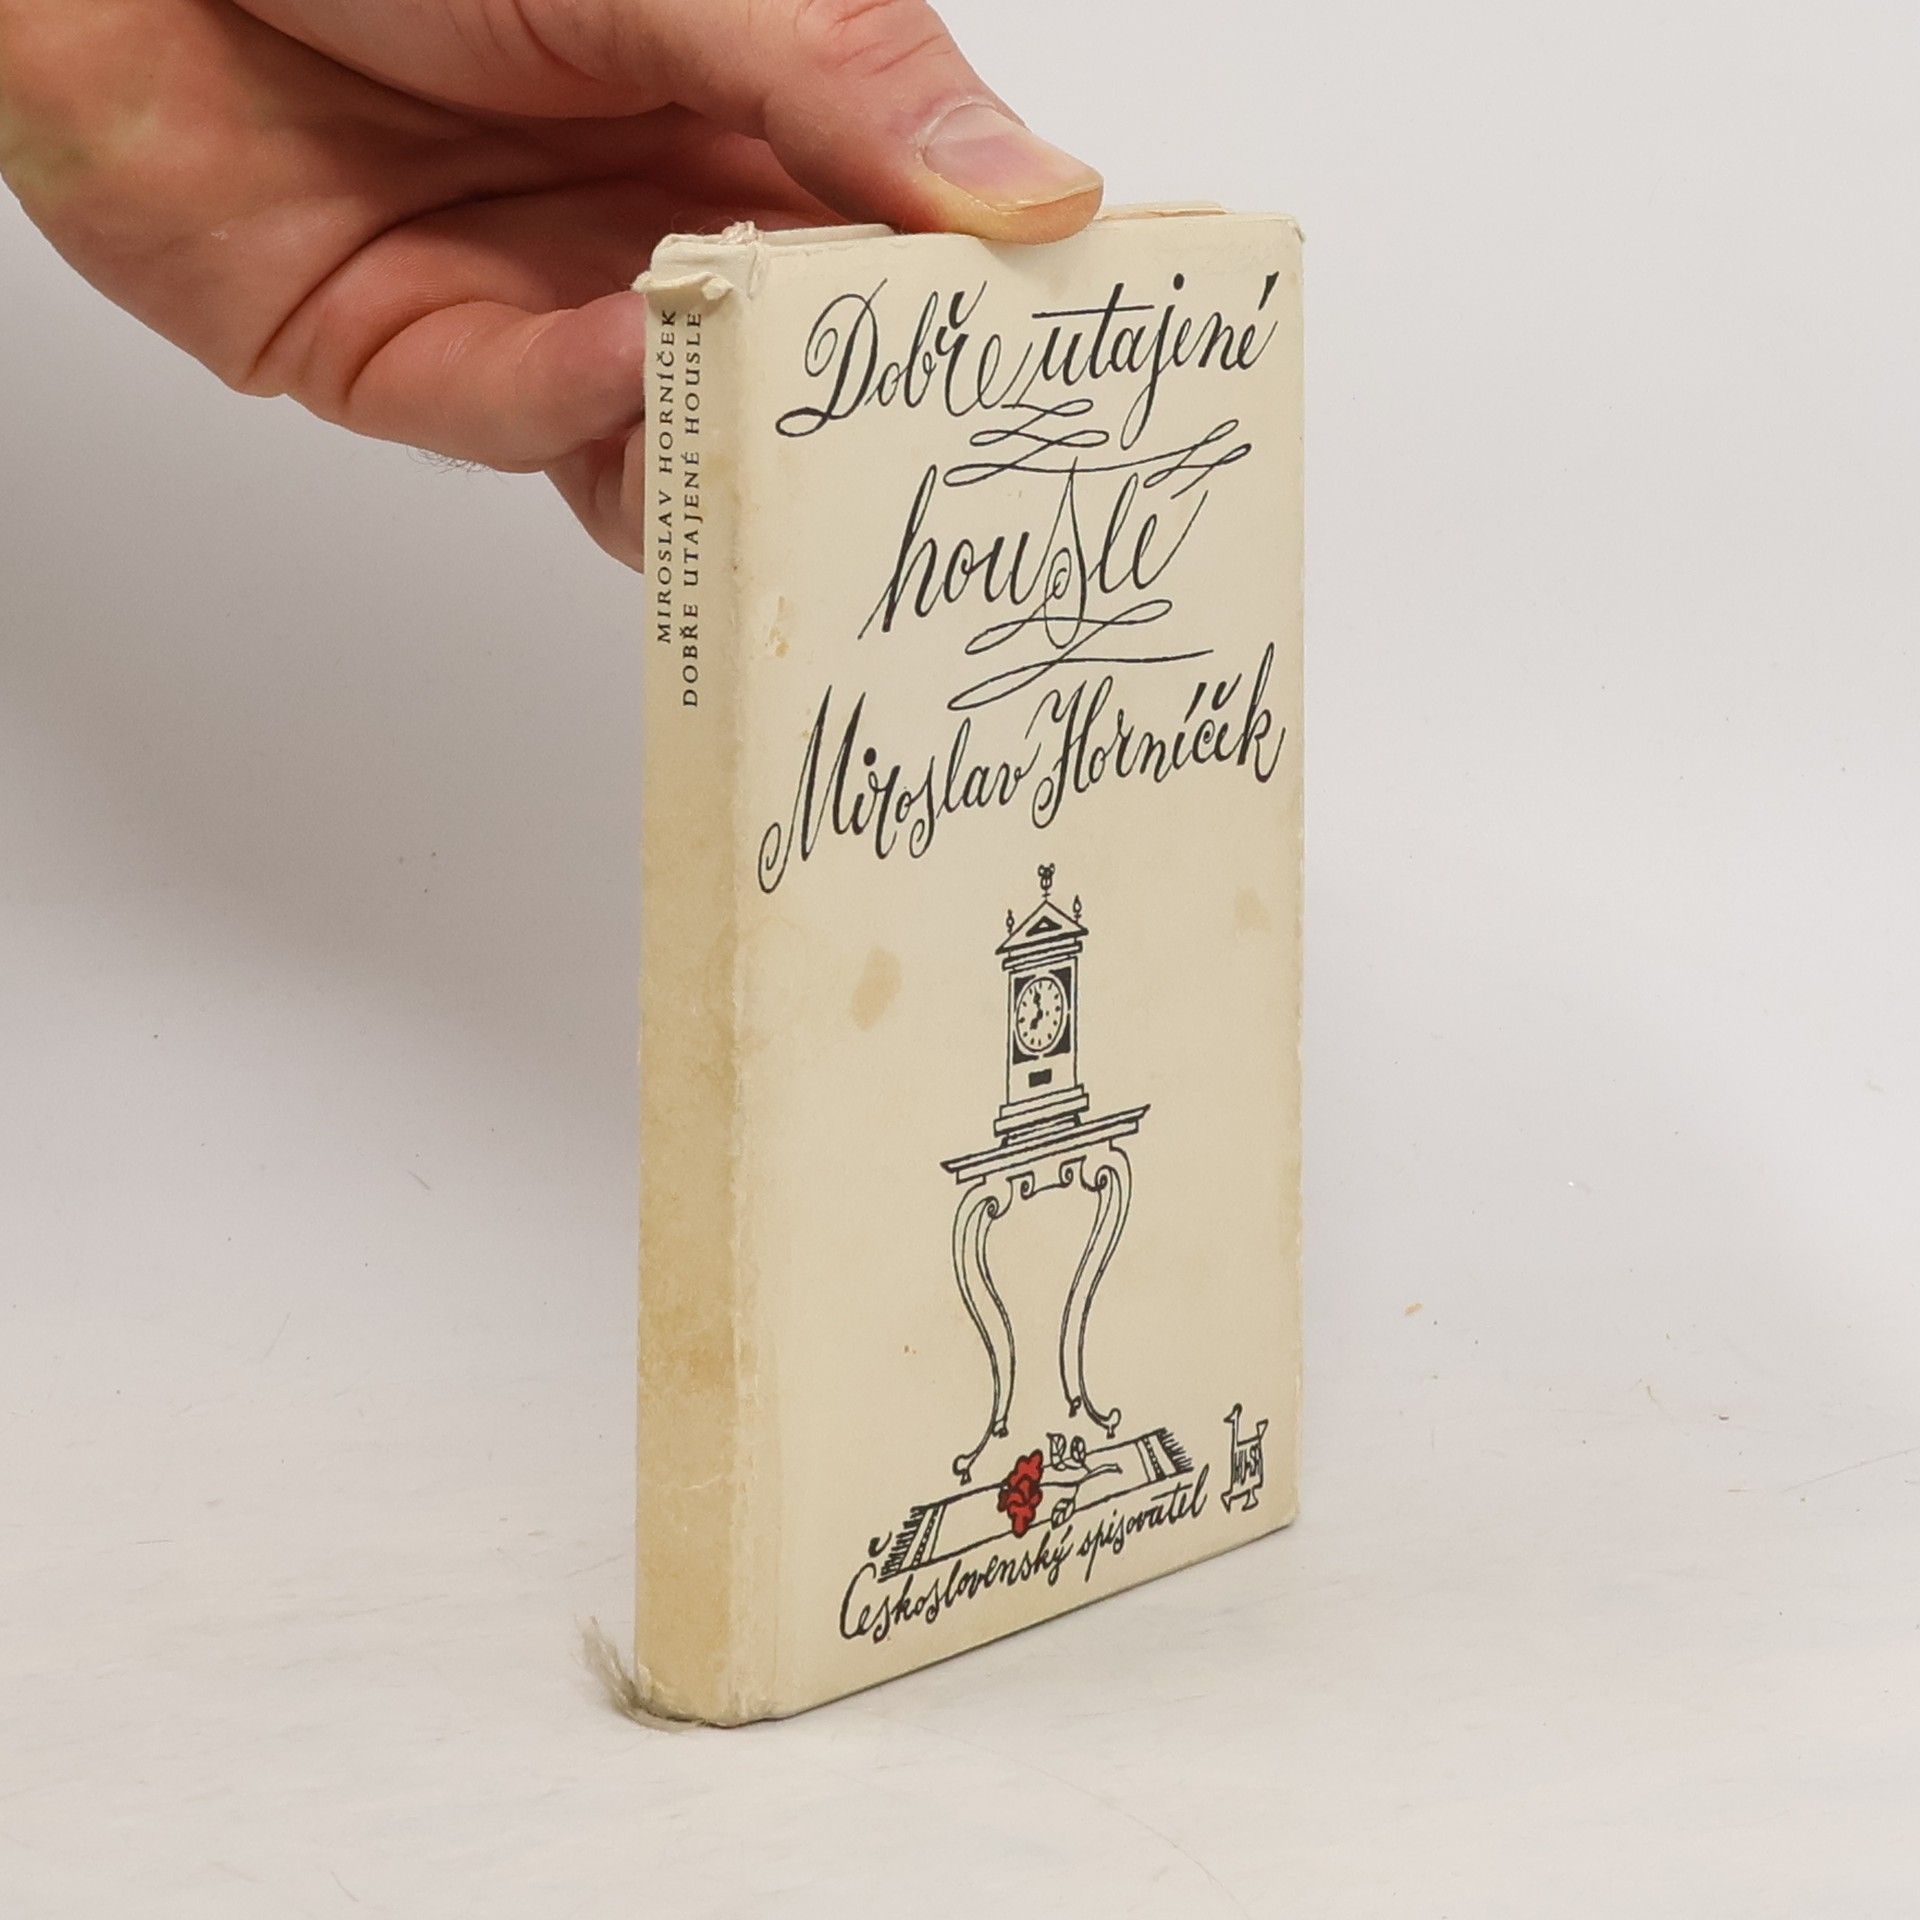 MIROSLAV HORNÍČEK
DOBŘE UTAJENÉ HOUSLE
Dobře utajené
housle
Miroslav Horníček
Československý spisovatel